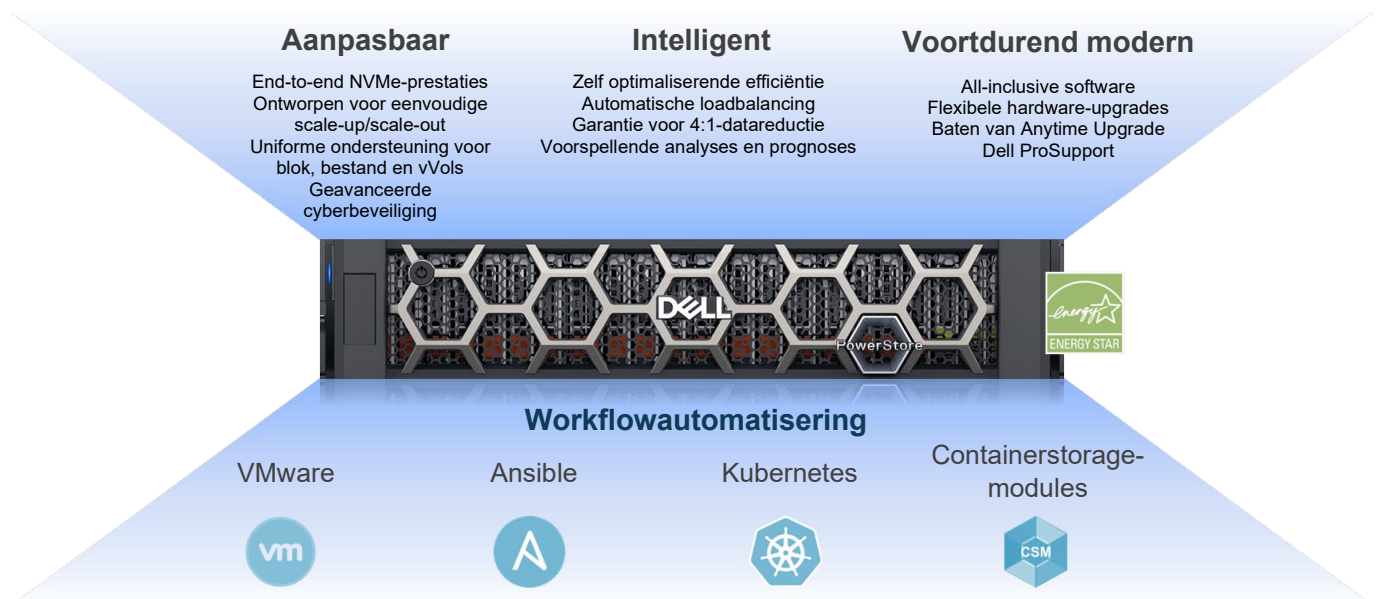 Aanpasbaar
End-to-end NVMe-prestaties
Ontworpen voor eenvoudige
scale-up/scale-out
Uniforme ondersteuning voor
blok, bestand en vVols
Geavanceerde
cyberbeveiliging
Intelligent
Zelf optimaliserende efficiëntie
Automatische loadbalancing
Garantie voor 4:1-datareductie
Voorspellende analyses en prognoses
Voortdurend modern
All-inclusive software
Flexibele hardware-upgrades
Baten van Anytime Upgrade
Dell ProSupport
DELL
PowerStore
energy
ENERGY STAR
Workflowautomatisering
VMware
Ansible
Kubernetes
Containerstorage-
modules
vm
A
CSM